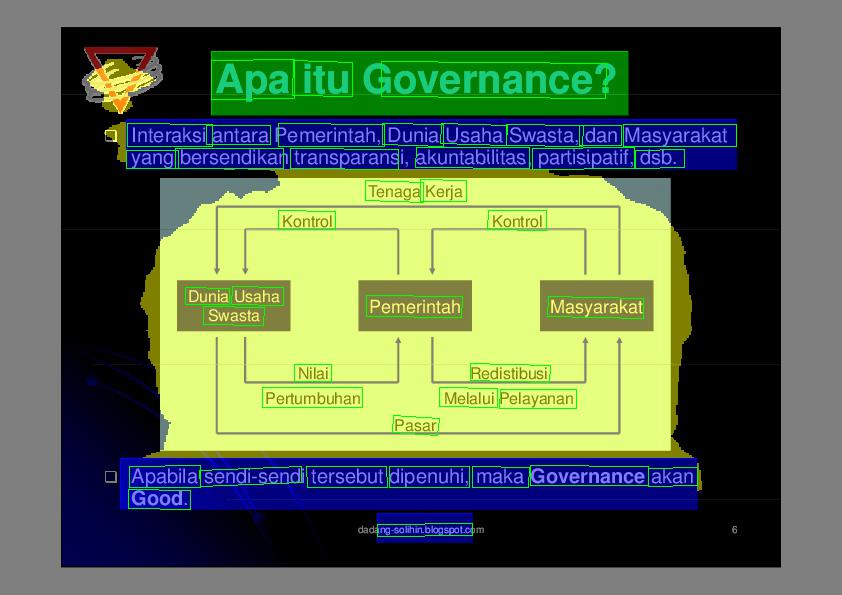 Apa itu Governance?
❑ Interaksi antara Pemerintah, Dunia Usaha Swasta, dan Masyarakat
yang bersendikan transparansi, akuntabilitas, partisipatif, dsb.
Tenaga Kerja
Kontrol Kontrol
Dunia Usaha
Swasta
Pemerintah
Masyarakat
Nilai
Pertumbuhan
Redistibusi
Melalui Pelayanan
Pasar
❑ Apabila sendi-sendi tersebut dipenuhi, maka Governance akan
Good.
dadang-solihin.blogspot.com 6